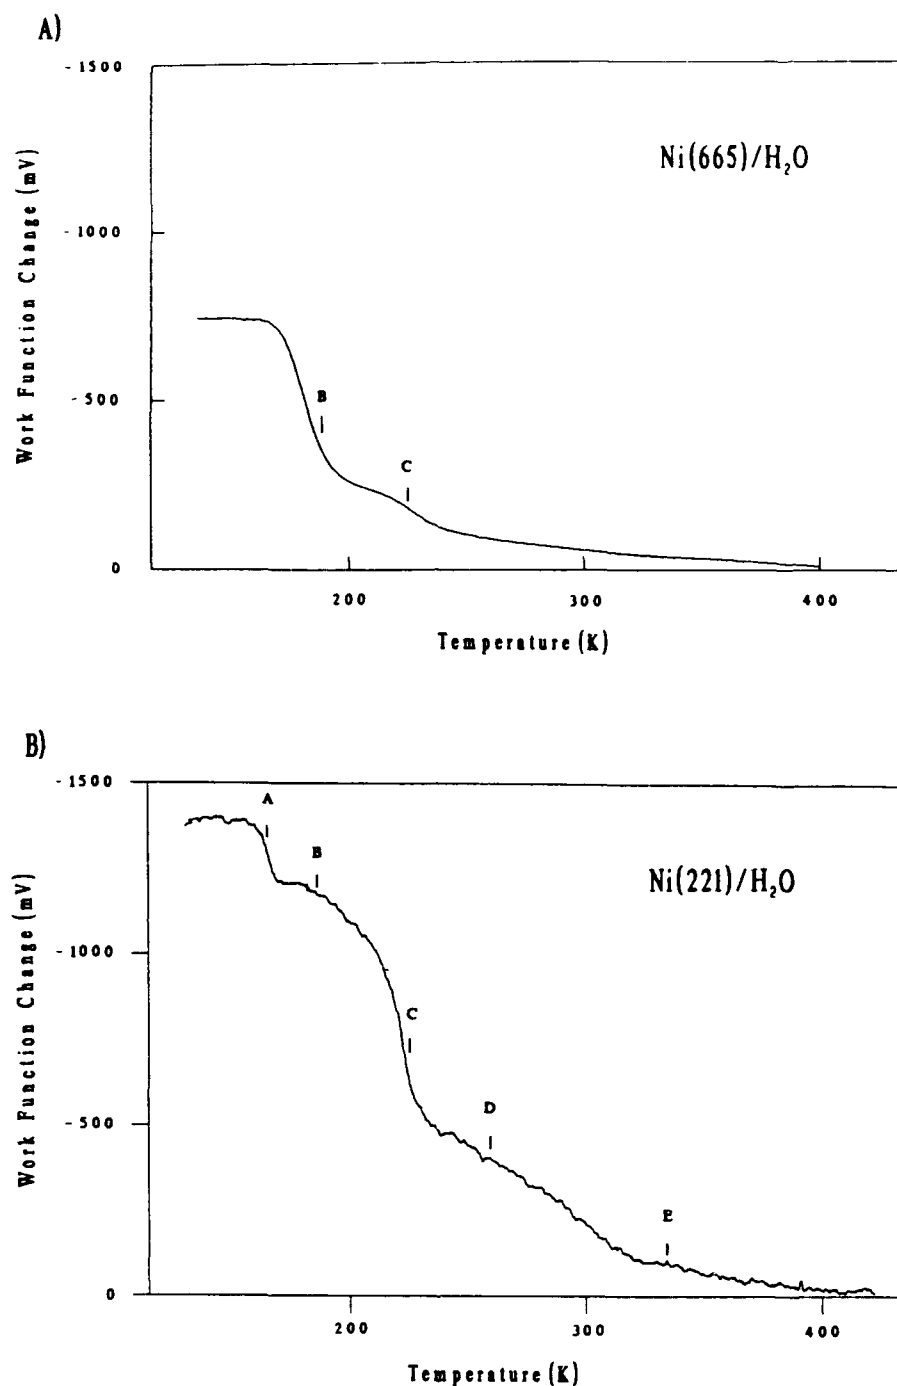 A)
- 1500
Ni(665)/H₂O
- 1000
- 500
0
Work Function Change (mV)
B
C
200 300 400
Temperature (K)
B)
- 1500
A
B
Ni(221)/H₂O
- 1000
C
- 500
D
E
0
Work Function Change (mV)
200 300 400
Temperature (K)